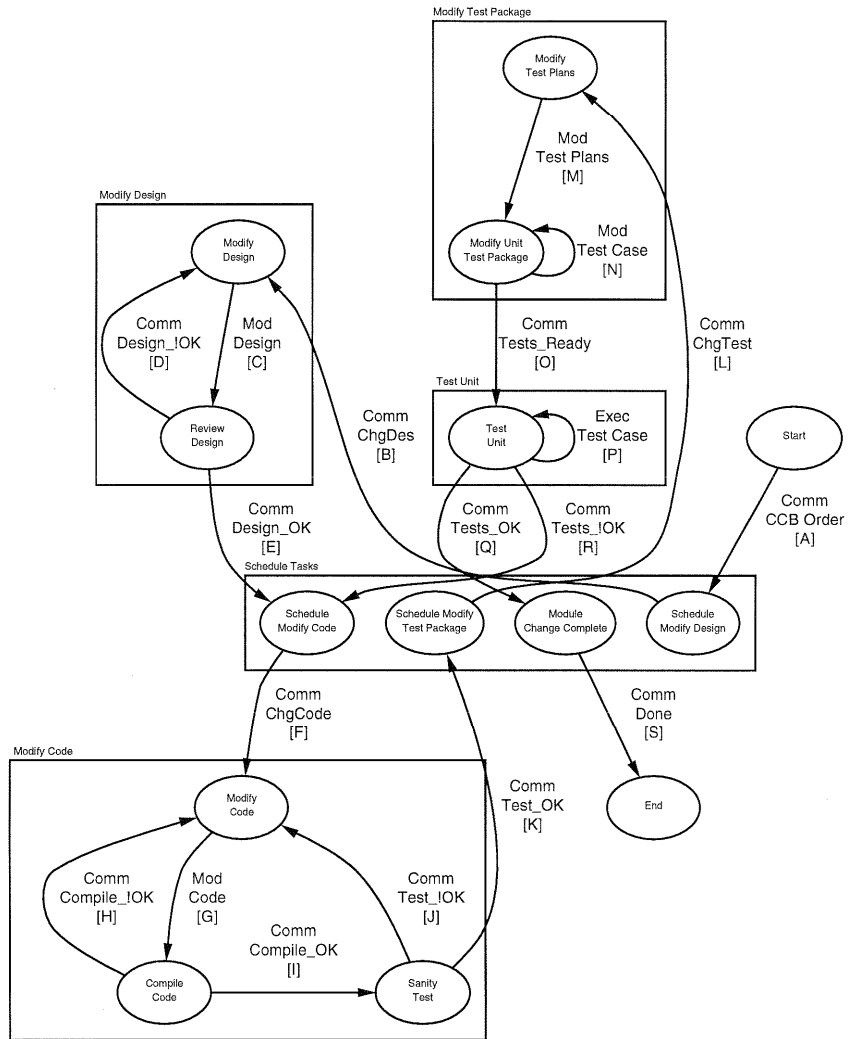 Modify Test Package
Modify
Test Plans
Mod
Test Plans
[M]
Modify Unit
Test Package
Mod
Test Case
[N]
Modify Design
Modify
Design
Comm
Design_!OK
[D]
Mod
Design
[C]
Review
Design
Comm
Tests_Ready
[O]
Comm
ChgTest
[L]
Test Unit
Test
Unit
Exec
Test Case
[P]
Comm
ChgDes
[B]
Start
Comm
CCB Order
[A]
Comm
Design_OK
[E]
Comm
Tests_OK
[Q]
Comm
Tests_!OK
[R]
Schedule Tasks
Schedule
Modify Code
Schedule Modify
Test Package
Module
Change Complete
Schedule
Modify Design
Comm
ChgCode
[F]
Comm
Done
[S]
Modify Code
Modify
Code
Comm
Test_OK
[K]
End
Comm
Compile_!OK
[H]
Mod
Code
[G]
Comm
Test_!OK
[J]
Comm
Compile_OK
[I]
Compile
Code
Sanity
Test